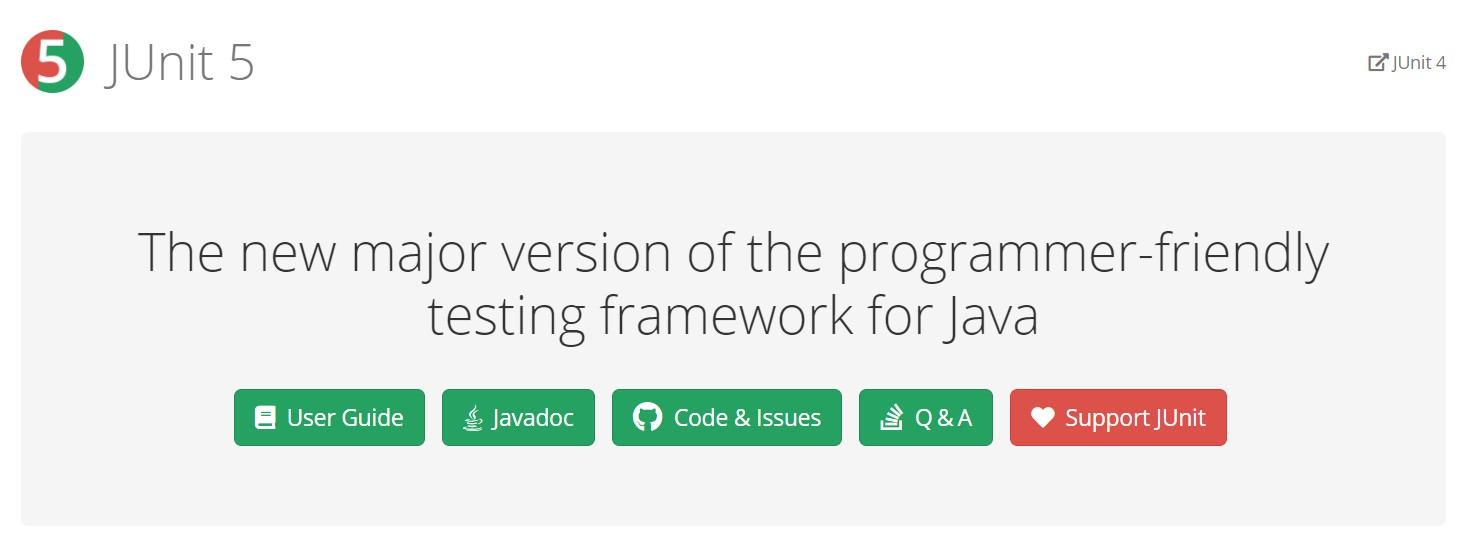 5 JUnit 5
JUnit 4
The new major version of the programmer-friendly
testing framework for Java
User Guide
Javadoc
Code & Issues
Q & A
Support JUnit